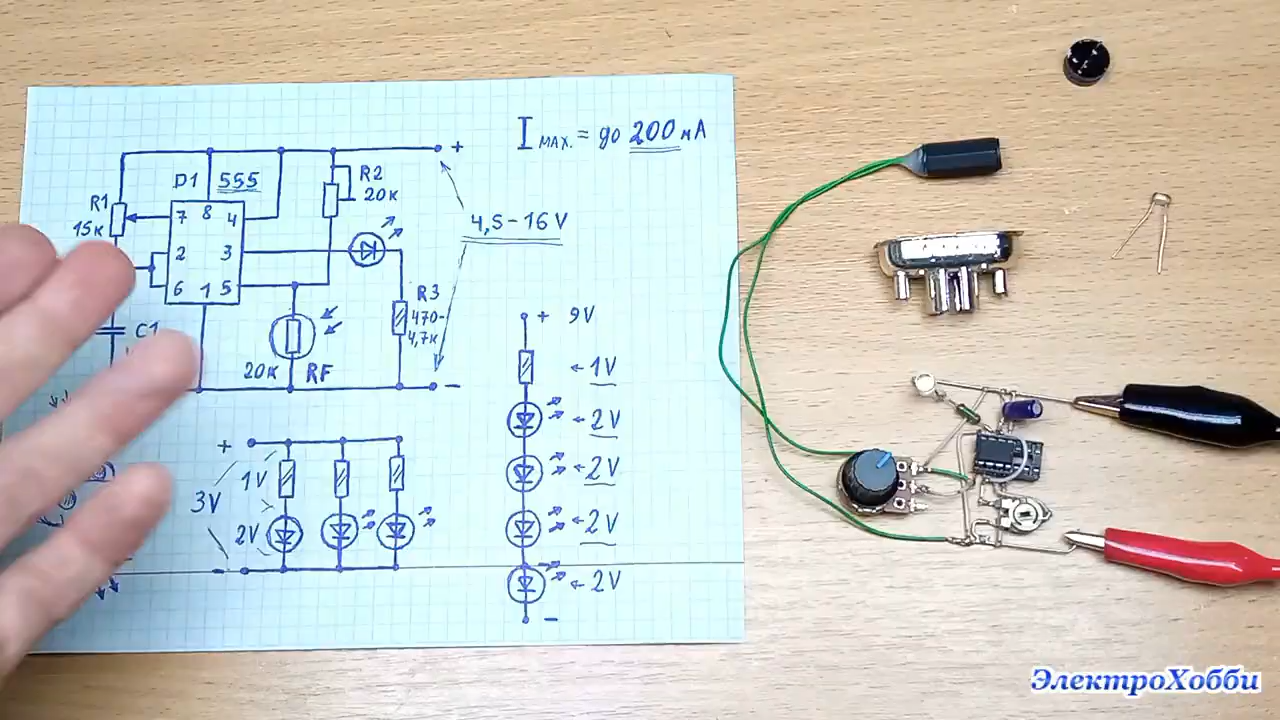 I MAX. = до 200 мА
+
D1 555
R2
20к
R1
15к
7 8 4
2 3
6 1 5
4,5-16 V
R3
470-
4,7к
C1
20к RF
-
+ 9V
1V
2V
2V
2V
2V
-
+
1V
3V
2V
-
ЭлектроХобби